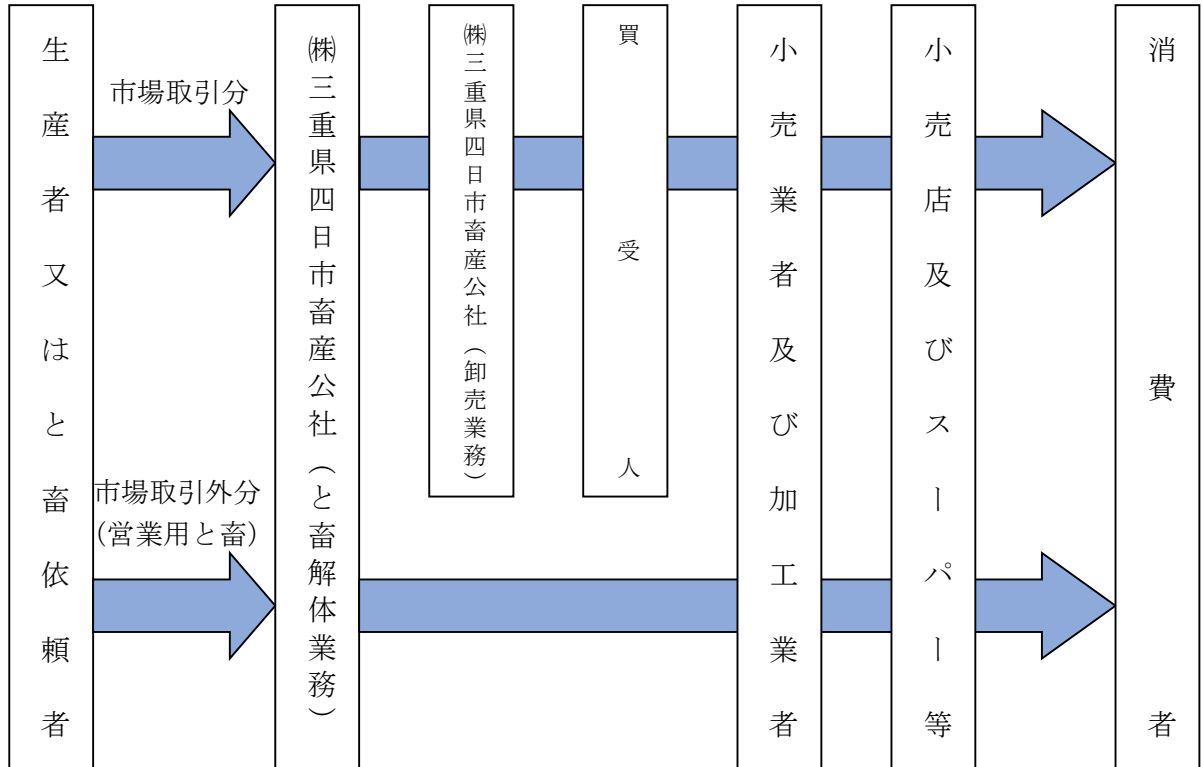 生産者又はと畜依頼者
市場取引分
市場取引外分
(営業用と畜)
㈱三重県四日市畜産公社(と畜解体業務)
㈱三重県四日市畜産公社(卸売業務)
買受人
小売業者及び加工業者
小売店及びスーパー等
消費者